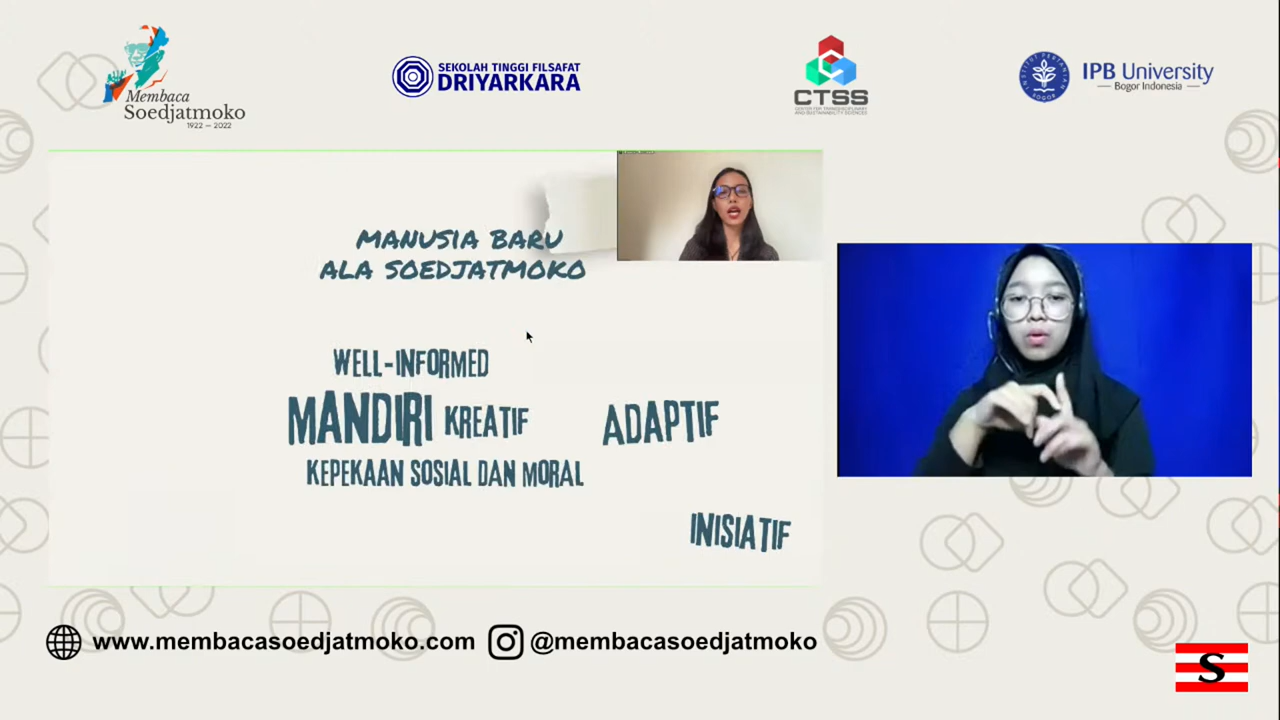 Membaca
Soedjatmoko
1922 — 2022
SEKOLAH TINGGI FILSAFAT
DRIYARKARA
CTSS
IPB University
Bogor Indonesia
MANUSIA BARU
ALA SOEDJATMOKO
WELL-INFORMED
MANDIRI KREATIF ADAPTIF
KEPEKAAN SOSIAL DAN MORAL
INISIATIF
www.membacasoedjatmoko.com @membacasoedjatmoko
S